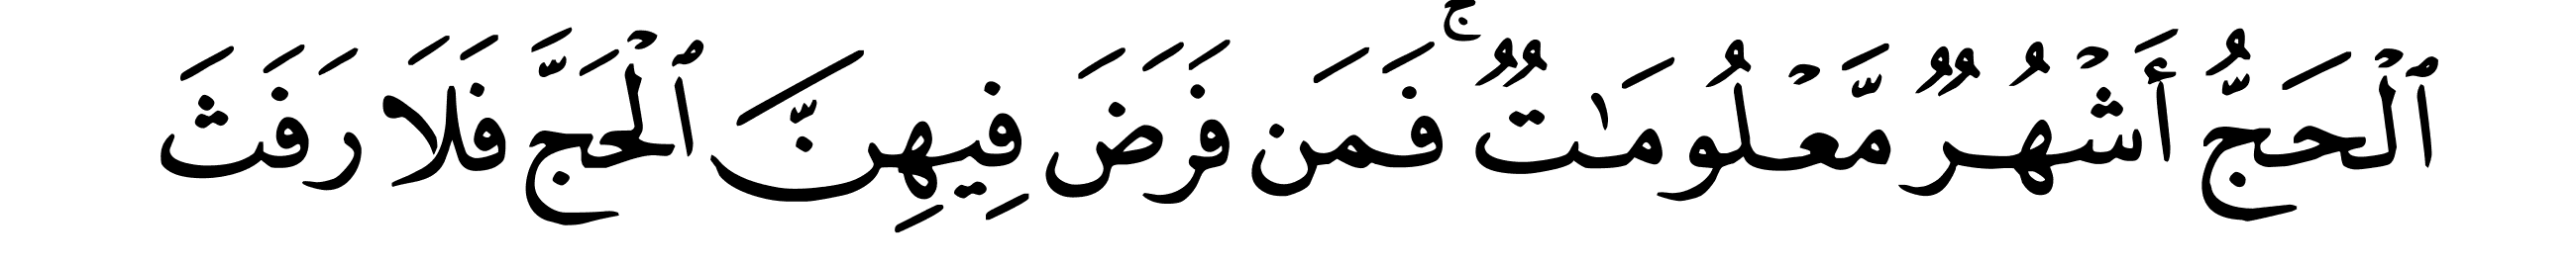 ٱلْحَجُّ أَشْهُرٌ مَّعْلُومَٰتٌ ۚ فَمَن فَرَضَ فِيهِنَّ ٱلْحَجَّ فَلَا رَفَثَ